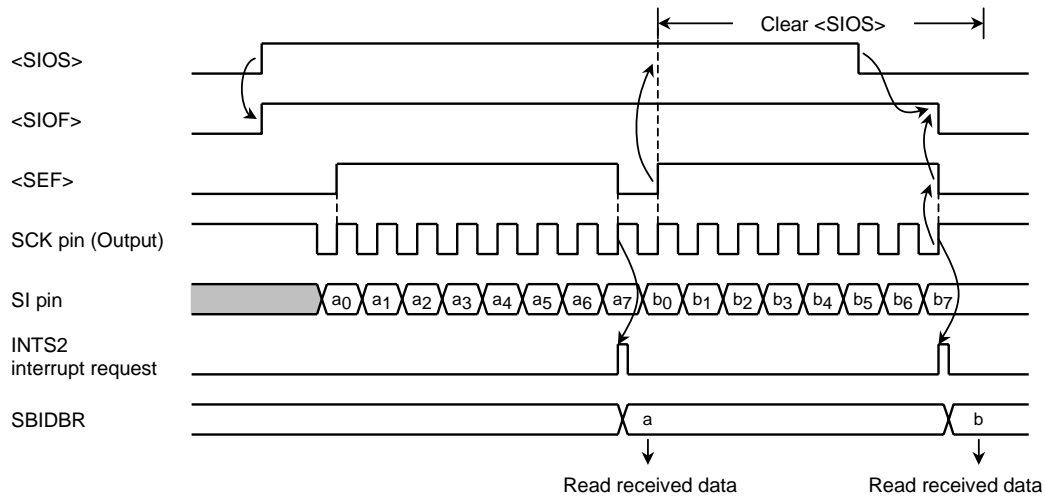 Clear <SIOS>
<SIOS>
<SIOF>
<SEF>
SCK pin (Output)
SI pin
a0 a1 a2 a3 a4 a5 a6 a7 b0 b1 b2 b3 b4 b5 b6 b7
INTS2
interrupt request
SBIDBR
a b
Read received data Read received data